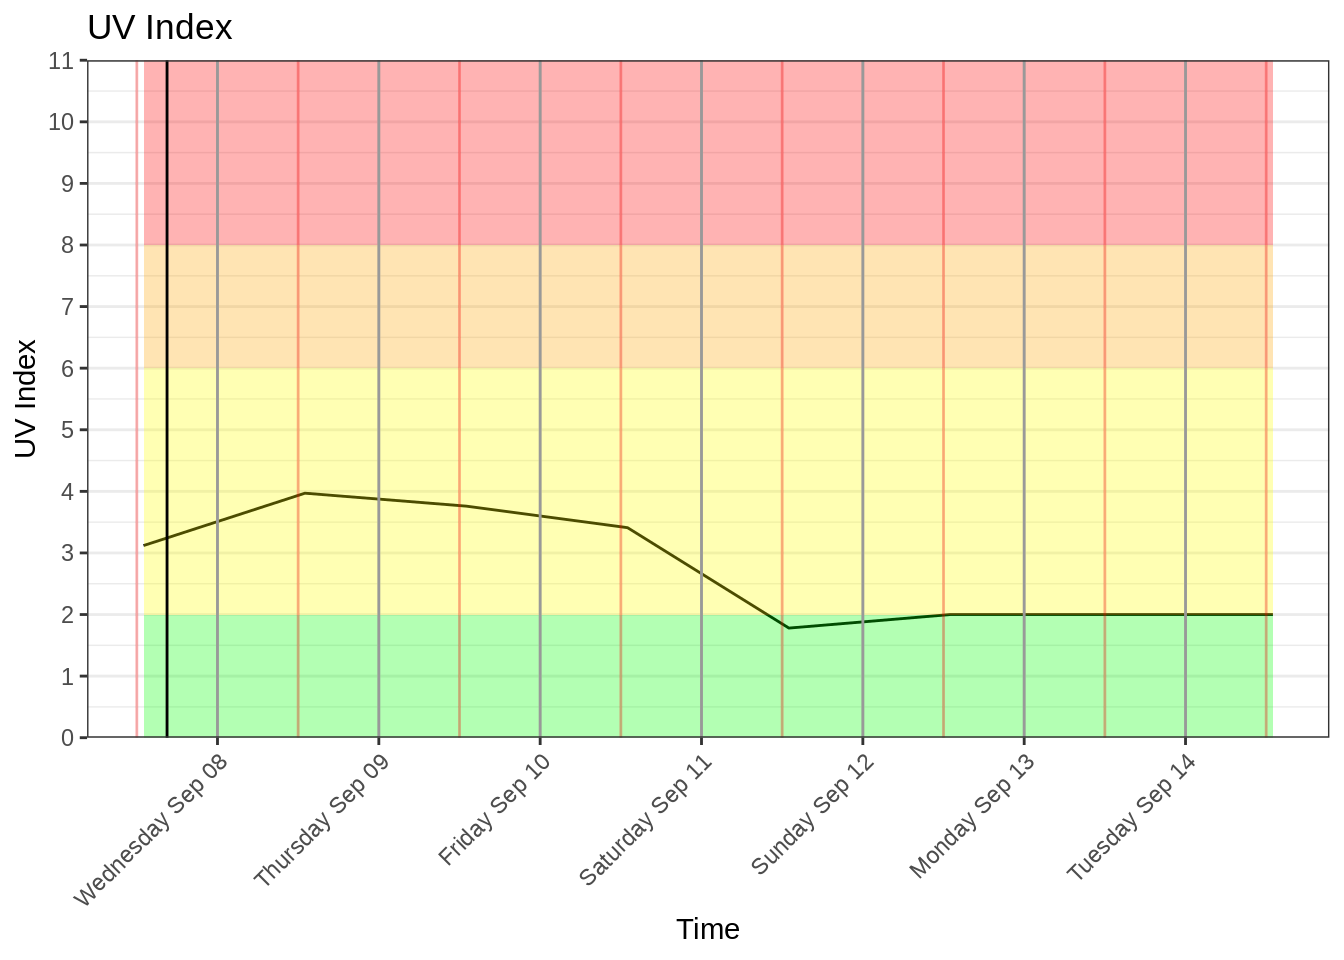 UV Index
11
10
9
8
7
6
5
4
3
2
1
0
UV Index
Wednesday Sep 08
Thursday Sep 09
Friday Sep 10
Saturday Sep 11
Sunday Sep 12
Monday Sep 13
Tuesday Sep 14
Time